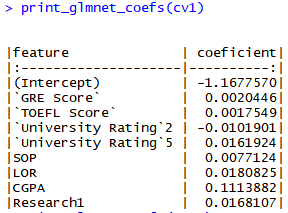 > print_glmnet_coefs(cv1)
|feature | coeficient|
|:--------------------|----------:|
|(Intercept) | -1.1677570|
|`GRE Score` | 0.0020446|
|`TOEFL Score` | 0.0017549|
|`University Rating`2 | -0.0101901|
|`University Rating`5 | 0.0161924|
|SOP | 0.0077124|
|LOR | 0.0180825|
|CGPA | 0.1113882|
|Research1 | 0.0168107|